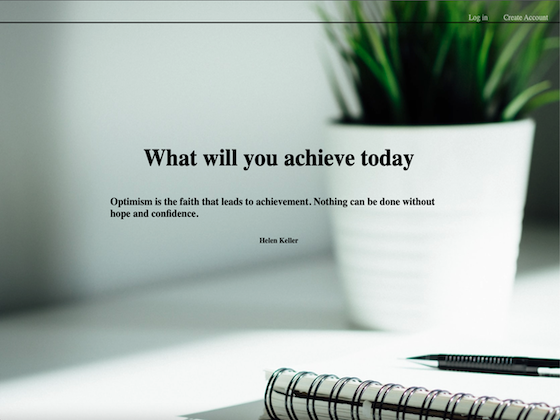 Log in Create Account
What will you achieve today
Optimism is the faith that leads to achievement. Nothing can be done without
hope and confidence.
Helen Keller